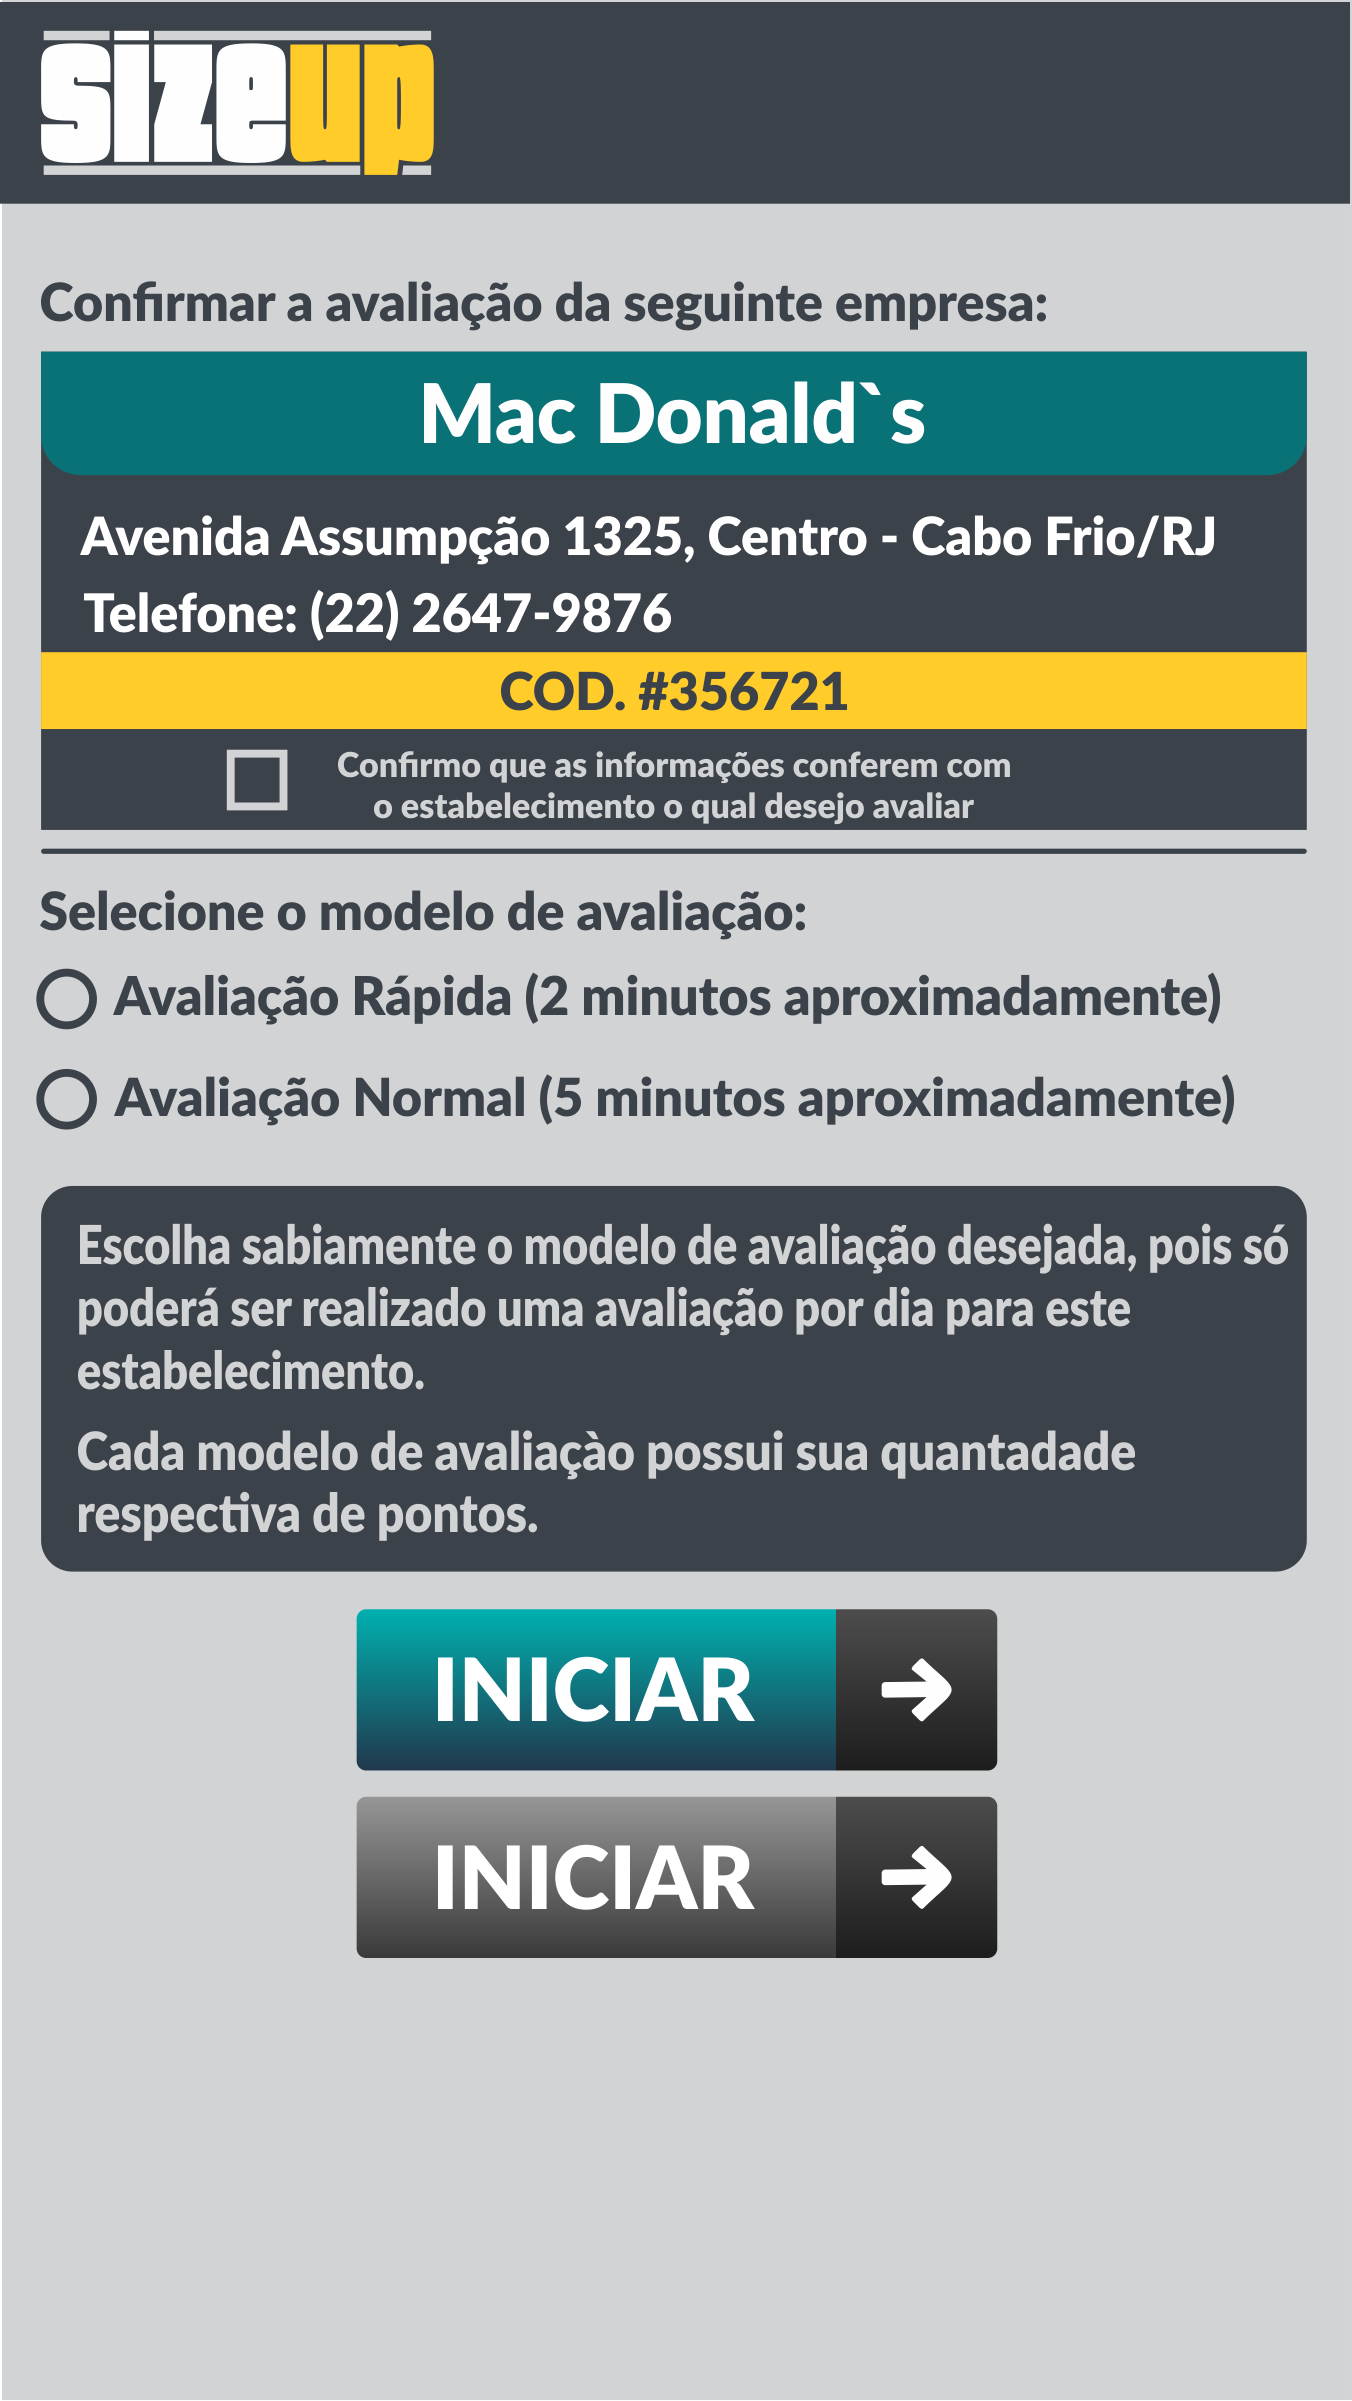 sizeup
Confirmar a avaliação da seguinte empresa:
Mac Donald`s
Avenida Assumpção 1325, Centro - Cabo Frio/RJ
Telefone: (22) 2647-9876
COD. #356721
Confirmo que as informações conferem com
o estabelecimento o qual desejo avaliar
Selecione o modelo de avaliação:
Avaliação Rápida (2 minutos aproximadamente)
Avaliação Normal (5 minutos aproximadamente)
Escolha sabiamente o modelo de avaliação desejada, pois só
poderá ser realizado uma avaliação por dia para este
estabelecimento.
Cada modelo de avaliaçào possui sua quantadade
respectiva de pontos.
INICIAR
INICIAR